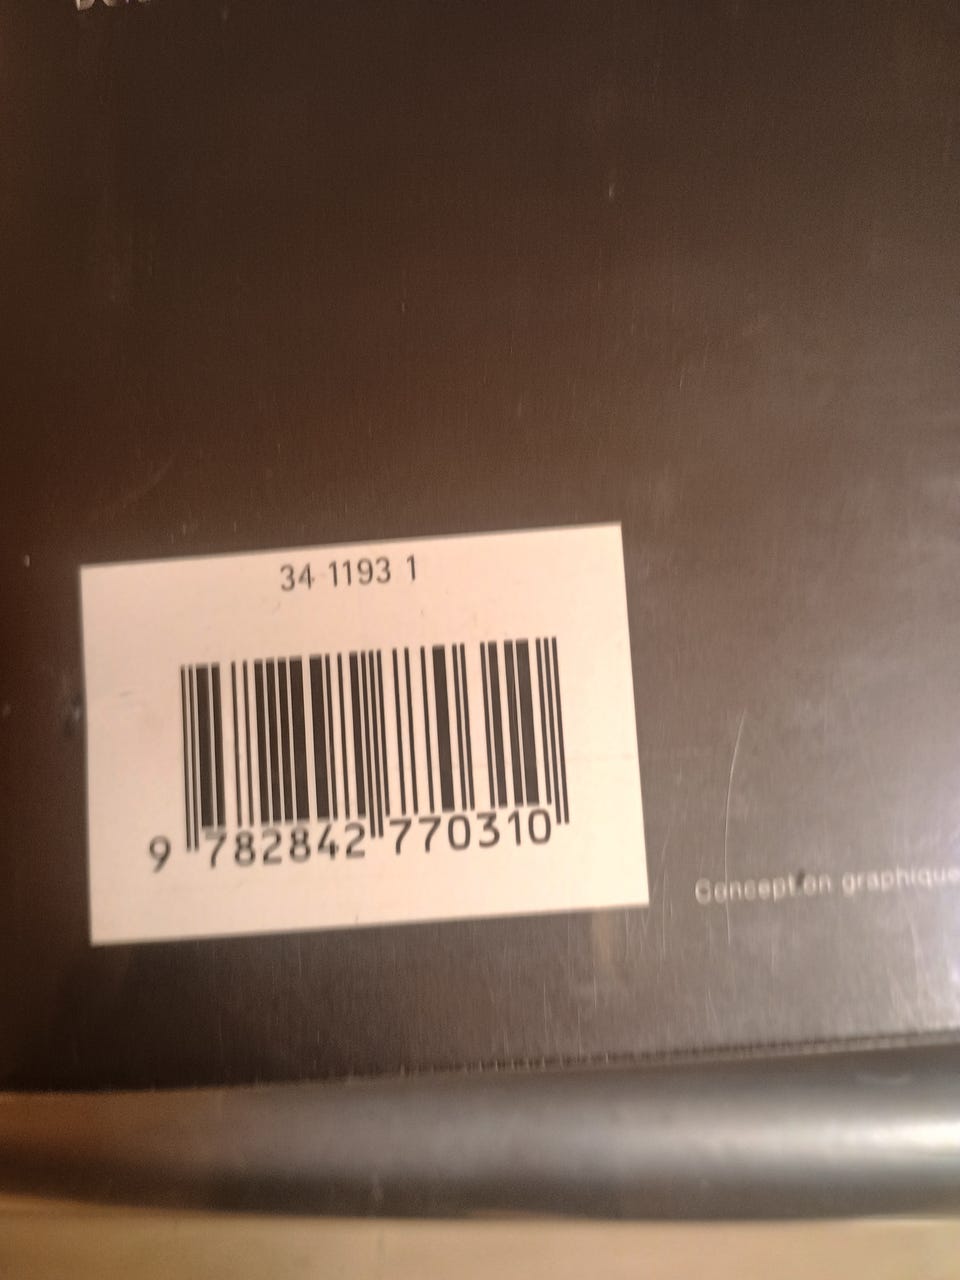 34 1193 1
9 782842 770310
Conception graphique